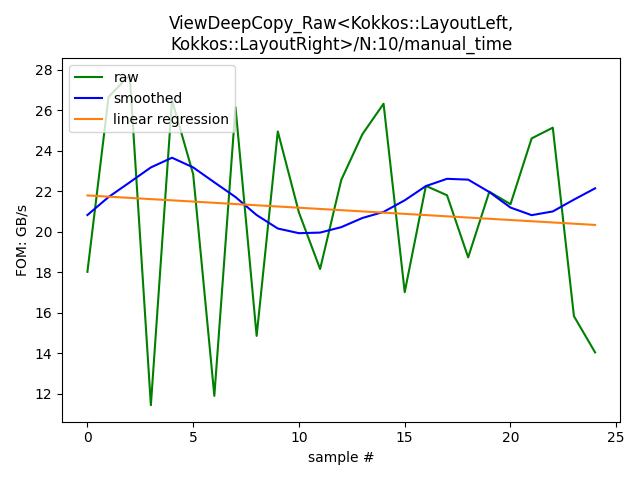 ViewDeepCopy_Raw<Kokkos::LayoutLeft,
Kokkos::LayoutRight>/N:10/manual_time
raw
smoothed
linear regression
FOM: GB/s
28
26
24
22
20
18
16
14
12
0 5 10 15 20 25
sample #